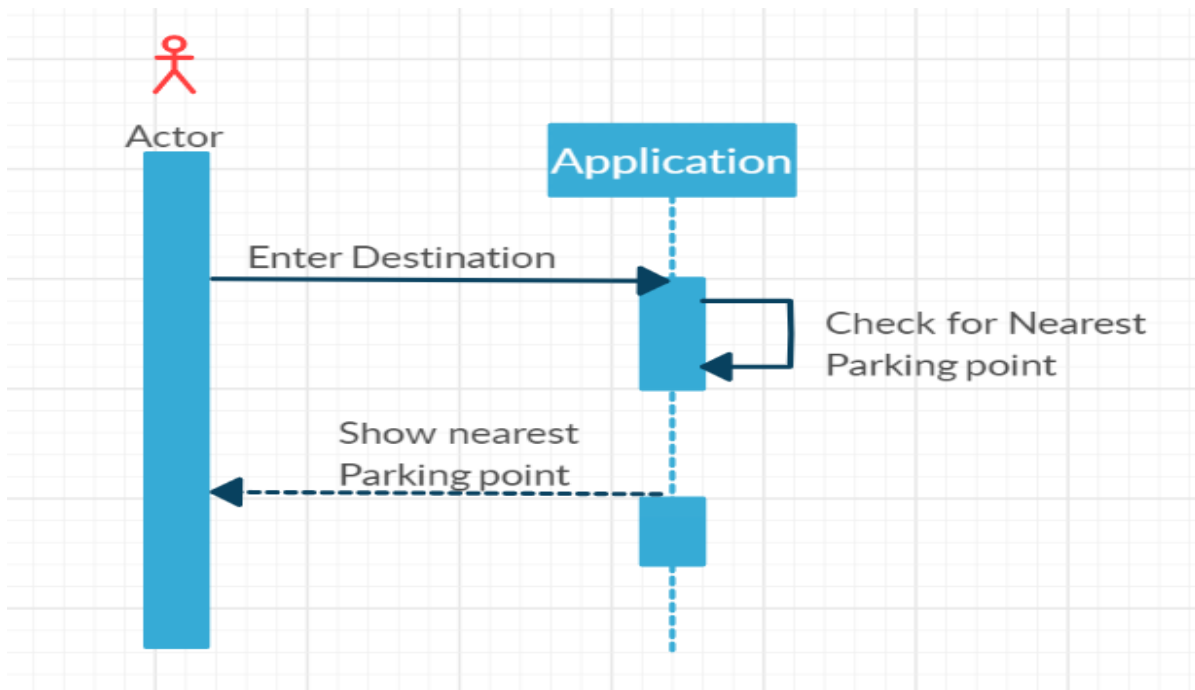 Actor
Application
Enter Destination
Check for Nearest
Parking point
Show nearest
Parking point